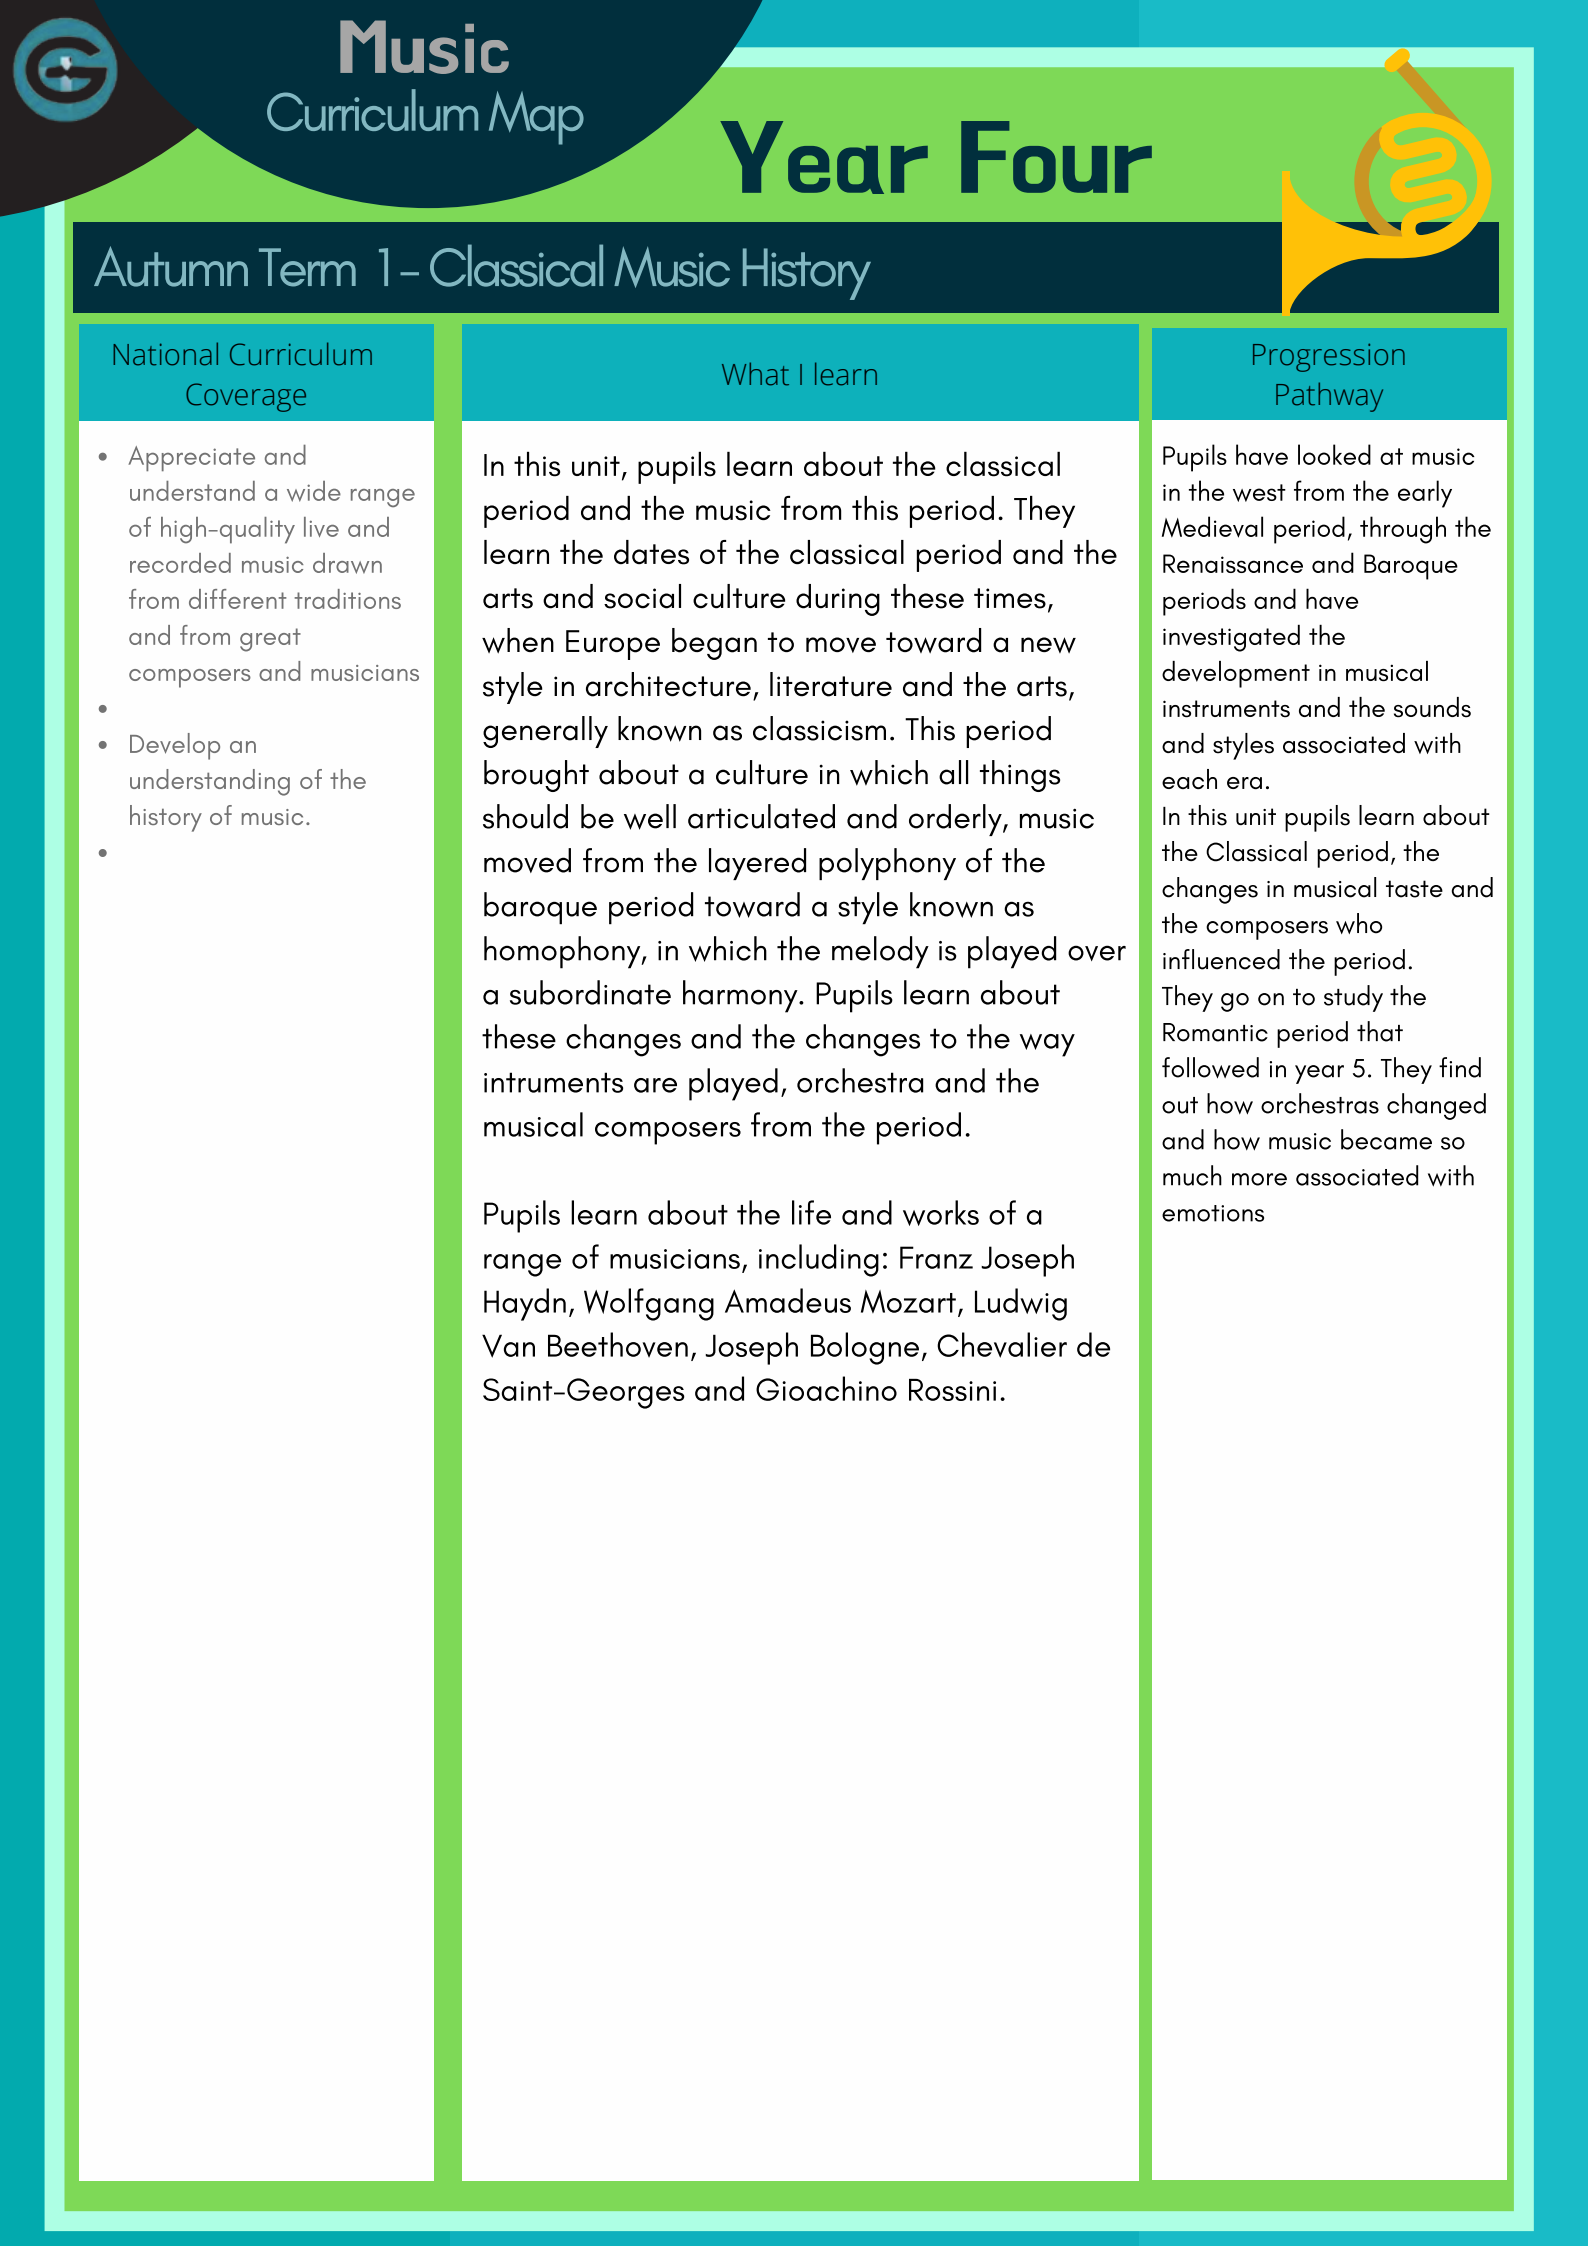 Music
Curriculum Map
Year Four
Autumn Term 1- Classical Music History
National Curriculum
Coverage
• Appreciate and
understand a wide range
of high-quality live and
recorded music drawn
from different traditions
and from great
composers and musicians
•
• Develop an
understanding of the
history of music.
•
What I learn
In this unit, pupils learn about the classical
period and the music from this period. They
learn the dates of the classical period and the
arts and social culture during these times,
when Europe began to move toward a new
style in architecture, literature and the arts,
generally known as classicism. This period
brought about a culture in which all things
should be well articulated and orderly, music
moved from the layered polyphony of the
baroque period toward a style known as
homophony, in which the melody is played over
a subordinate harmony. Pupils learn about
these changes and the changes to the way
intruments are played, orchestra and the
musical composers from the period.
Pupils learn about the life and works of a
range of musicians, including: Franz Joseph
Haydn, Wolfgang Amadeus Mozart, Ludwig
Van Beethoven, Joseph Bologne, Chevalier de
Saint-Georges and Gioachino Rossini.
Progression
Pathway
Pupils have looked at music
in the west from the early
Medieval period, through the
Renaissance and Baroque
periods and have
investigated the
development in musical
instruments and the sounds
and styles associated with
each era.
In this unit pupils learn about
the Classical period, the
changes in musical taste and
the composers who
influenced the period.
They go on to study the
Romantic period that
followed in year 5. They find
out how orchestras changed
and how music became so
much more associated with
emotions